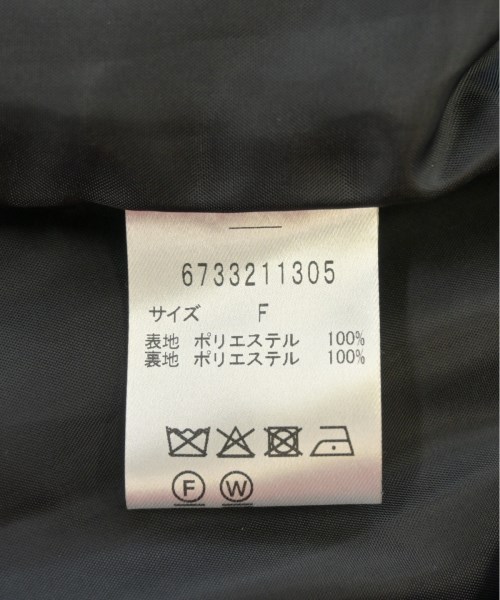 6733211305
サイズ F
表地 ポリエステル 100%
裏地 ポリエステル 100%
F W